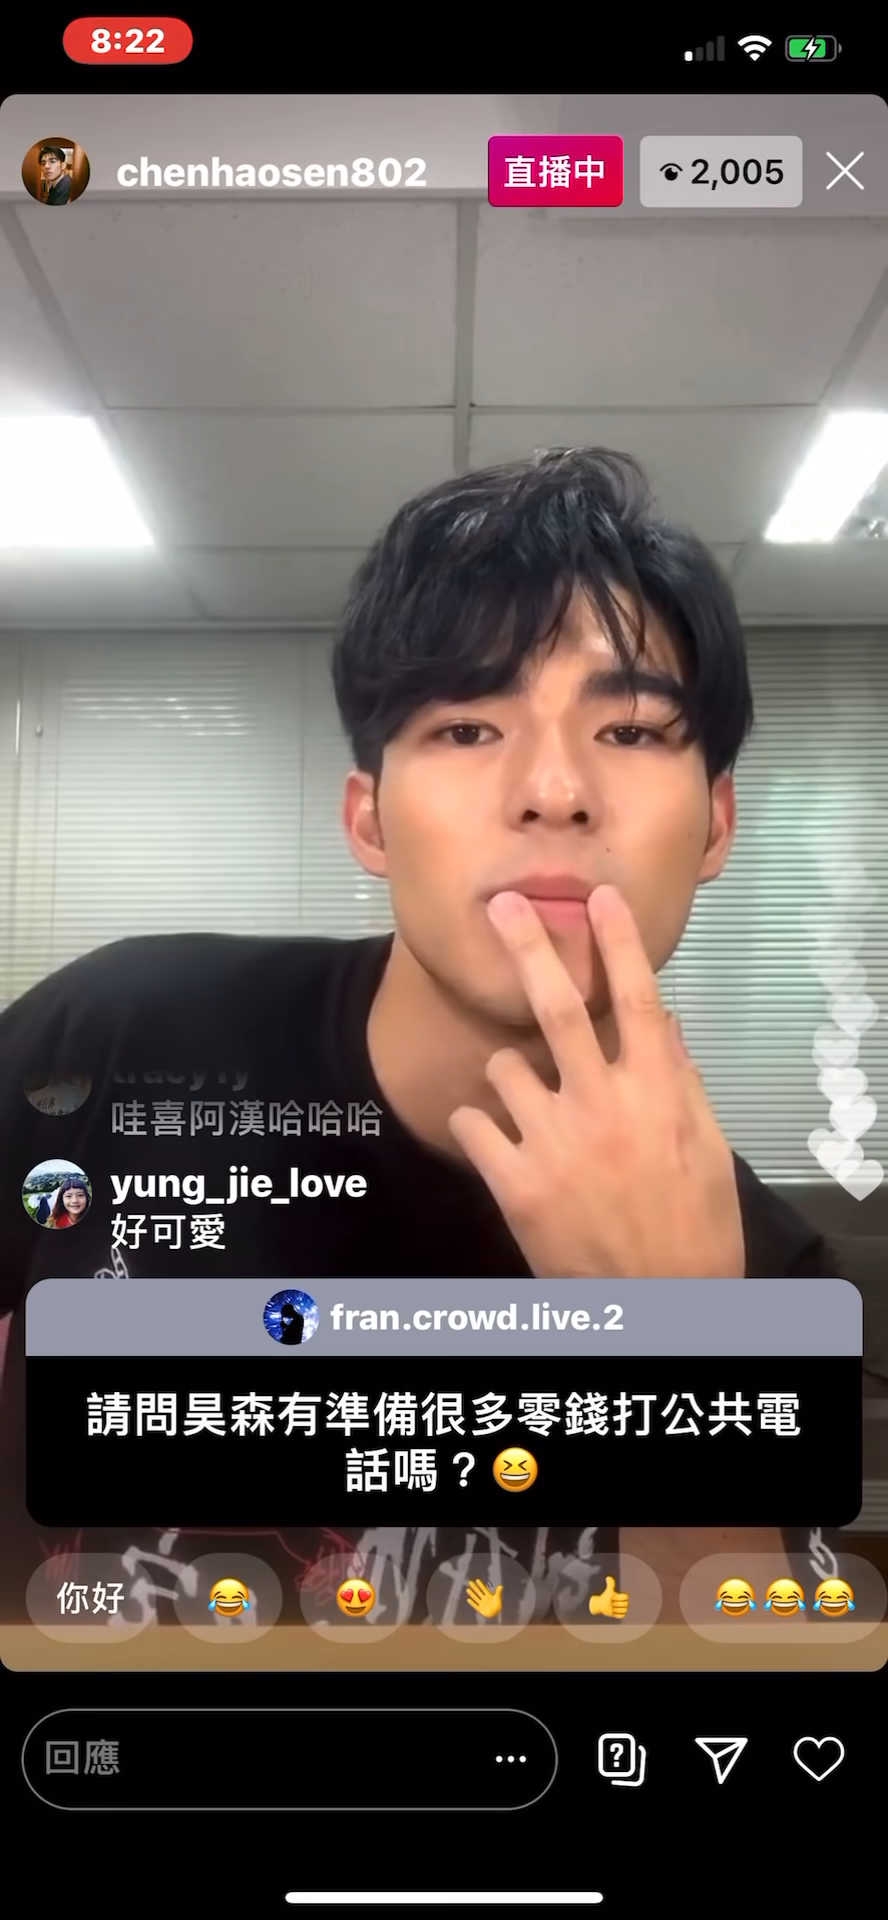 8:22
chenhaosen802
直播中
2,005
tracyYy
哇喜阿漢哈哈哈
yung_jie_love
好可愛
fran.crowd.live.2
請問昊森有準備很多零錢打公共電
話嗎？😆
你好 😂 😍 👋 👍 😂😂😂
回應